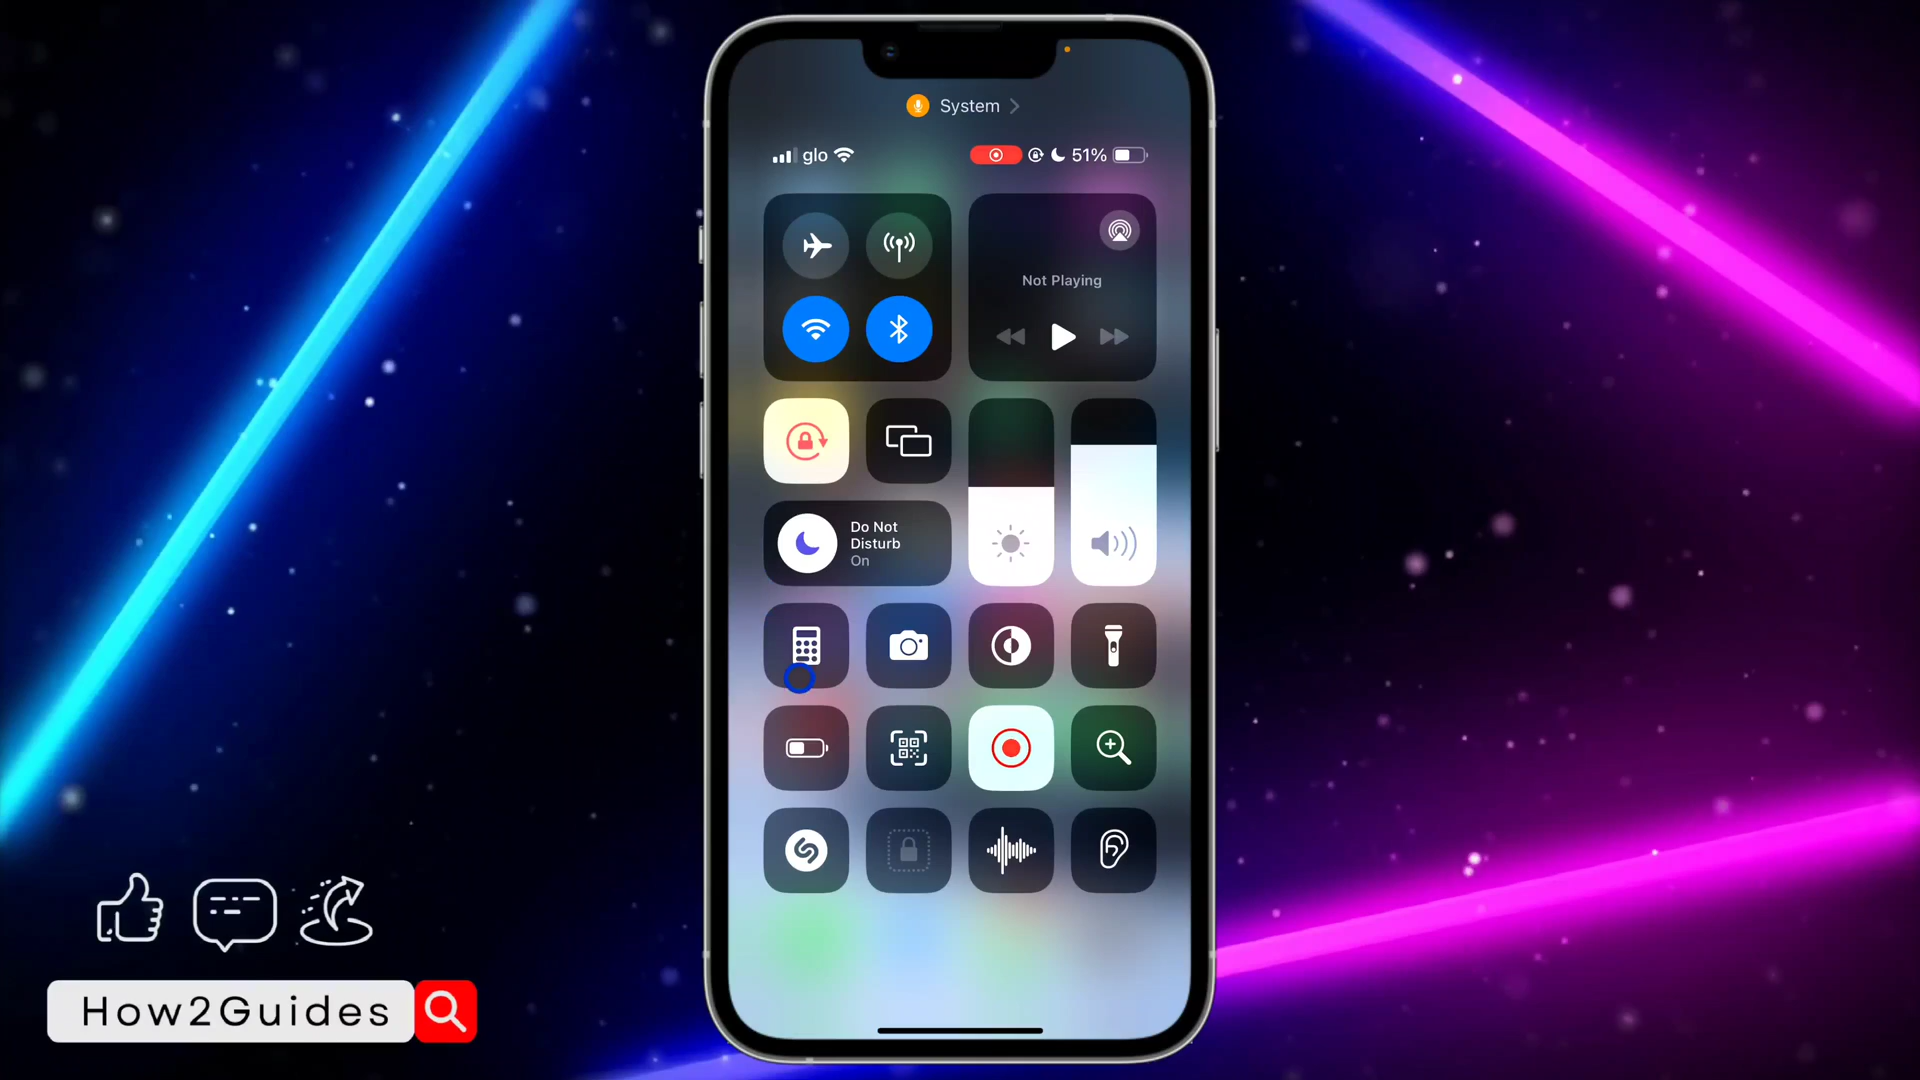 System
glo
51%
Not Playing
Do Not
Disturb
On
How2Guides